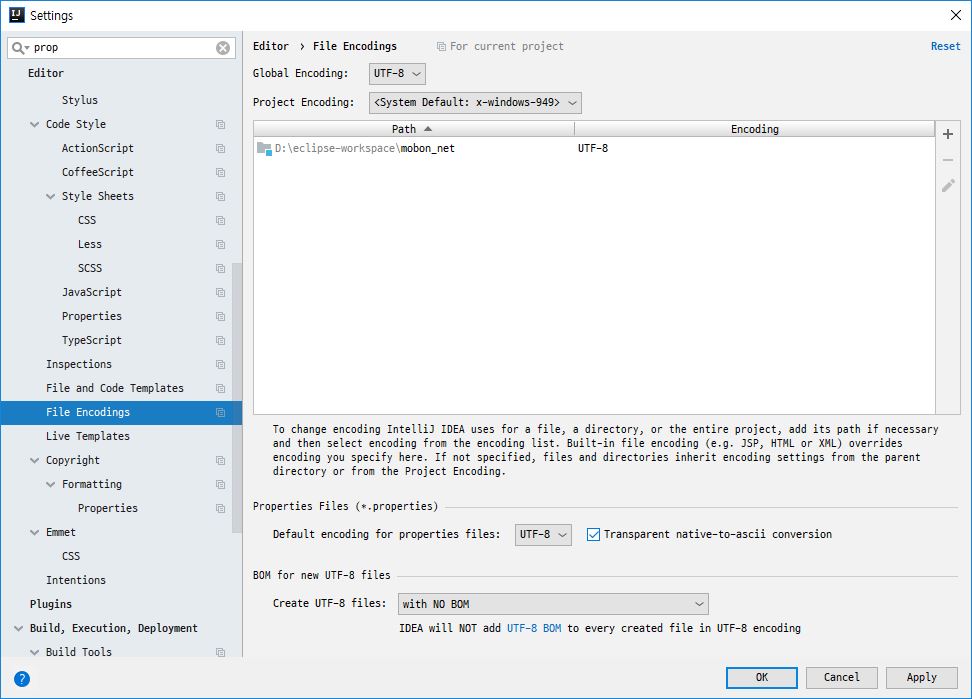 IJ Settings
prop
Editor
Stylus
Code Style
ActionScript
CoffeeScript
Style Sheets
CSS
Less
SCSS
JavaScript
Properties
TypeScript
Inspections
File and Code Templates
File Encodings
Live Templates
Copyright
Formatting
Properties
Emmet
CSS
Intentions
Plugins
Build, Execution, Deployment
Build Tools
?
Editor › File Encodings For current project Reset
Global Encoding: UTF-8
Project Encoding: <System Default: x-windows-949>
Path Encoding
D:\eclipse-workspace\mobon_net UTF-8
To change encoding IntelliJ IDEA uses for a file, a directory, or the entire project, add its path if necessary
and then select encoding from the encoding list. Built-in file encoding (e.g. JSP, HTML or XML) overrides
encoding you specify here. If not specified, files and directories inherit encoding settings from the parent
directory or from the Project Encoding.
Properties Files (*.properties)
Default encoding for properties files: UTF-8 Transparent native-to-ascii conversion
BOM for new UTF-8 files
Create UTF-8 files: with NO BOM
IDEA will NOT add UTF-8 BOM to every created file in UTF-8 encoding
OK Cancel Apply